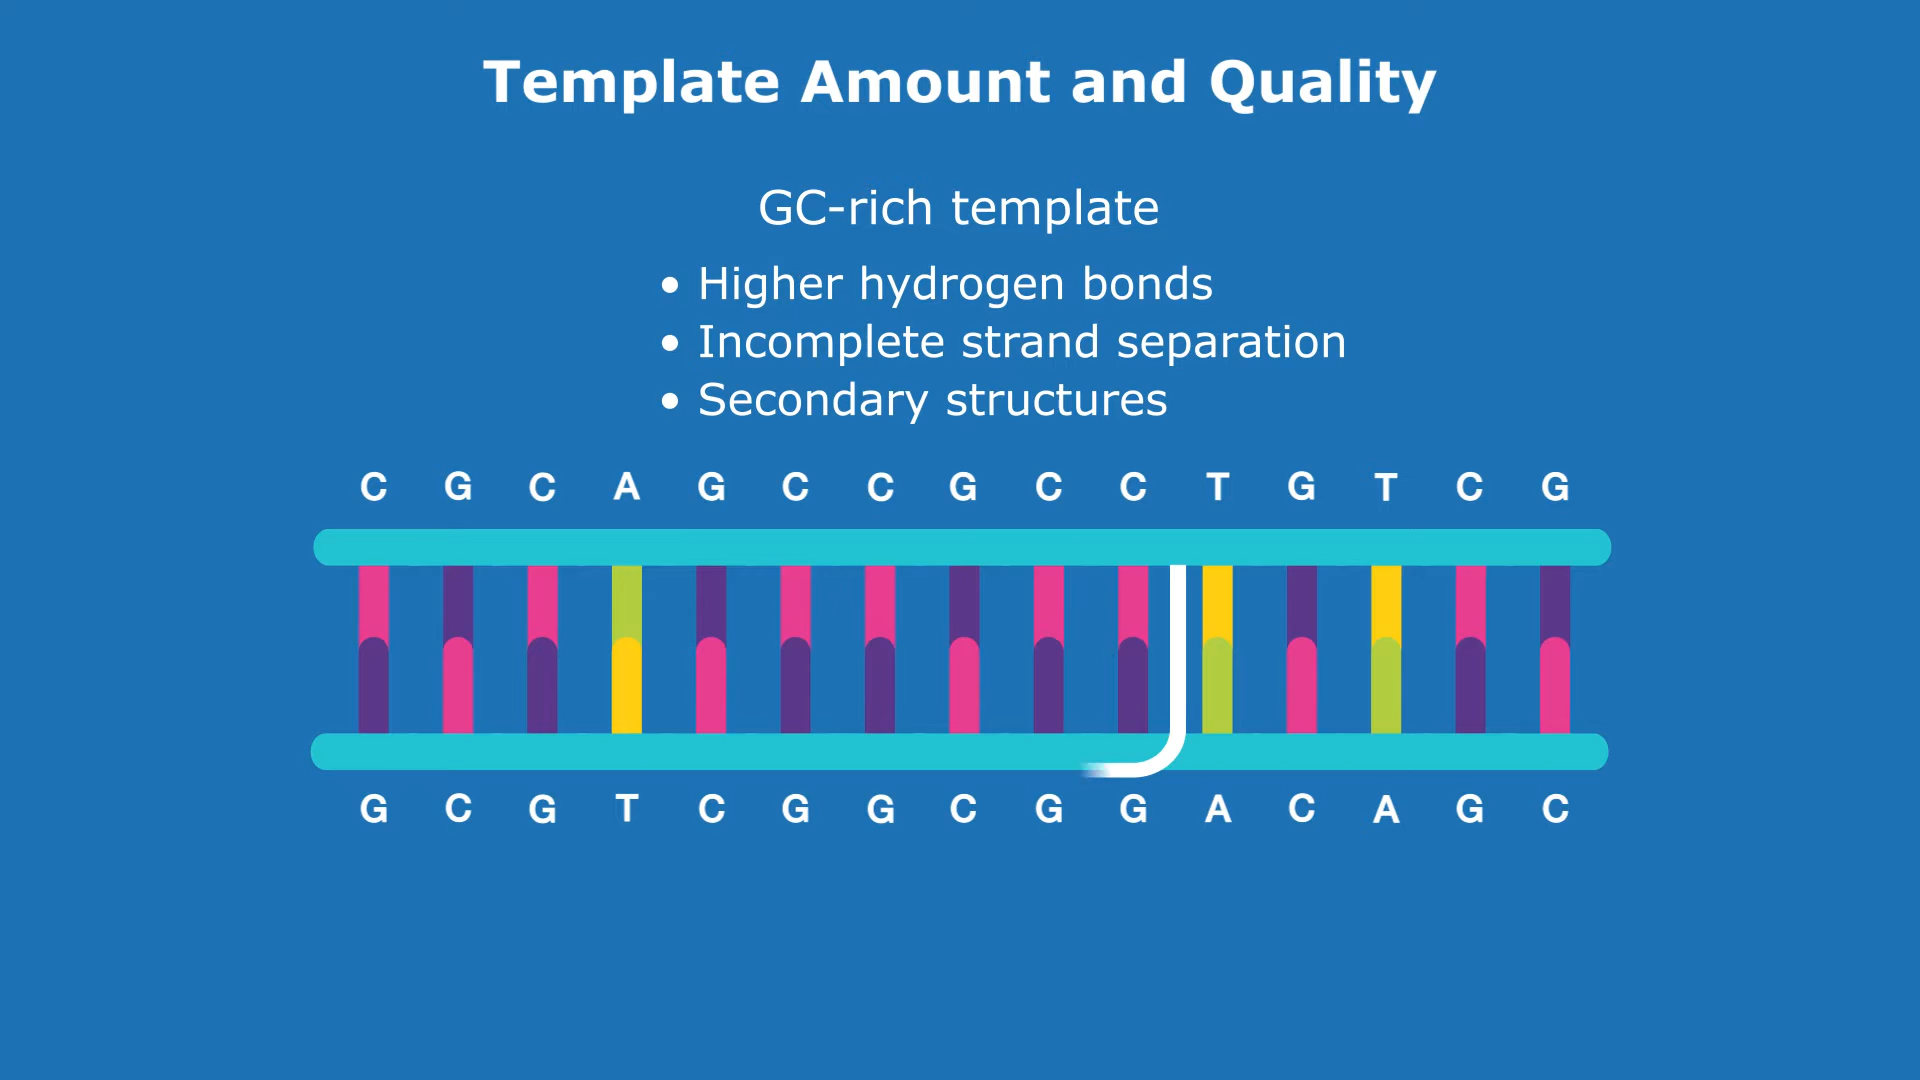 Template Amount and Quality
GC-rich template
• Higher hydrogen bonds
• Incomplete strand separation
• Secondary structures
C G C A G C C G C C T G T C G
G C G T C G G C G G A C A G C